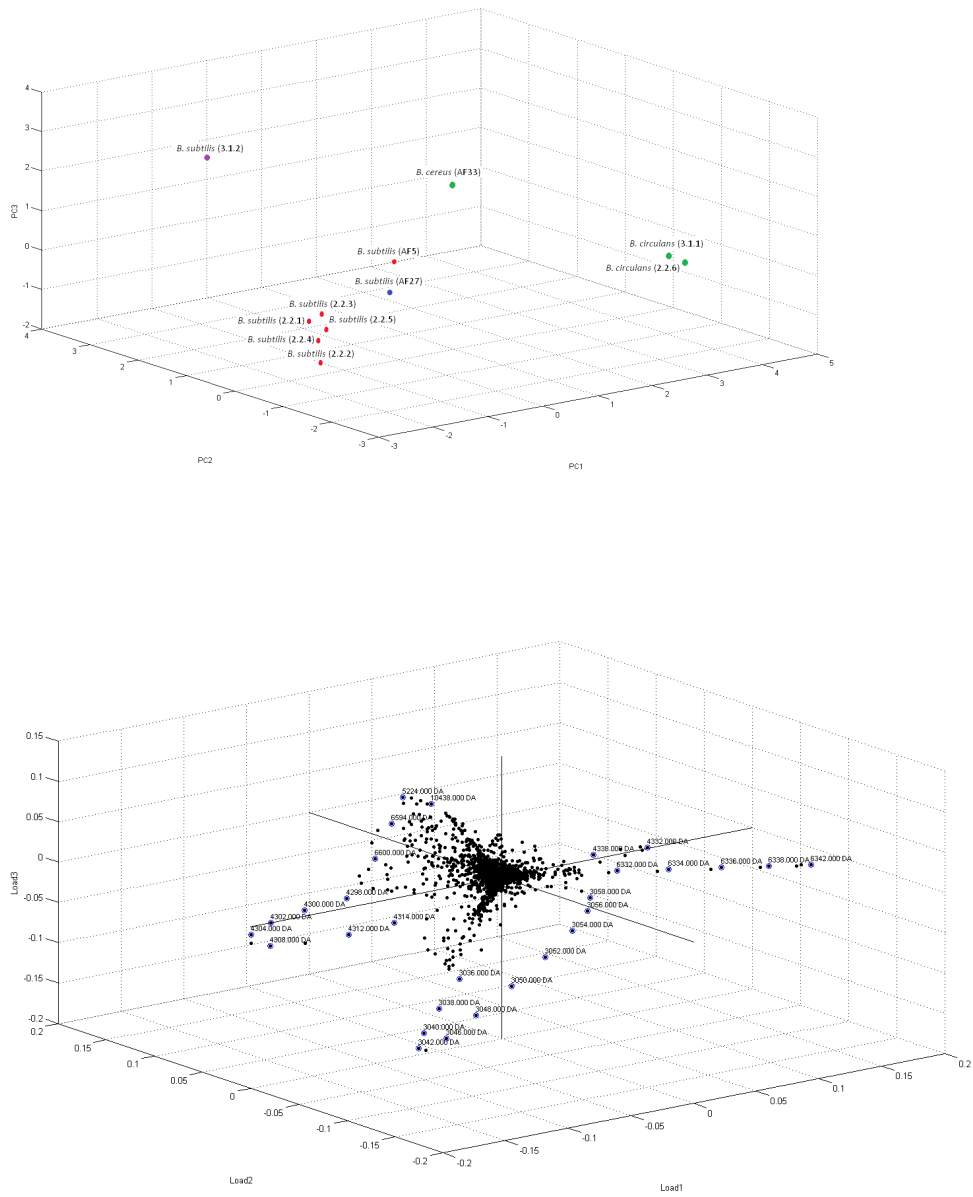 4
3
2
1
0
-1
-2
PC3
B. subtilis (3.1.2)
B. cereus (AF33)
B. circulans (3.1.1)
B. circulans (2.2.6)
B. subtilis (AF5)
B. subtilis (AF27)
B. subtilis (2.2.3)
B. subtilis (2.2.1)
B. subtilis (2.2.5)
B. subtilis (2.2.4)
B. subtilis (2.2.2)
4
3
2
1
0
-1
-2
-3
PC2
-3
-2
-1
0
1
2
3
4
5
PC1
0.15
0.1
0.05
0
-0.05
-0.1
-0.15
-0.2
Load3
5224.000 DA
10438.000 DA
6594.000 DA
6600.000 DA
4338.000 DA
4332.000 DA
6332.000 DA
6334.000 DA
6336.000 DA
6338.000 DA
6342.000 DA
4298.000 DA
4300.000 DA
4302.000 DA
4304.000 DA
4308.000 DA
4312.000 DA
4314.000 DA
3058.000 DA
3056.000 DA
3054.000 DA
3052.000 DA
3050.000 DA
3036.000 DA
3038.000 DA
3048.000 DA
3040.000 DA
3046.000 DA
3042.000 DA
0.2
0.15
0.1
0.05
0
-0.05
-0.1
-0.15
-0.2
Load2
-0.2
-0.15
-0.1
-0.05
0
0.05
0.1
0.15
0.2
Load1